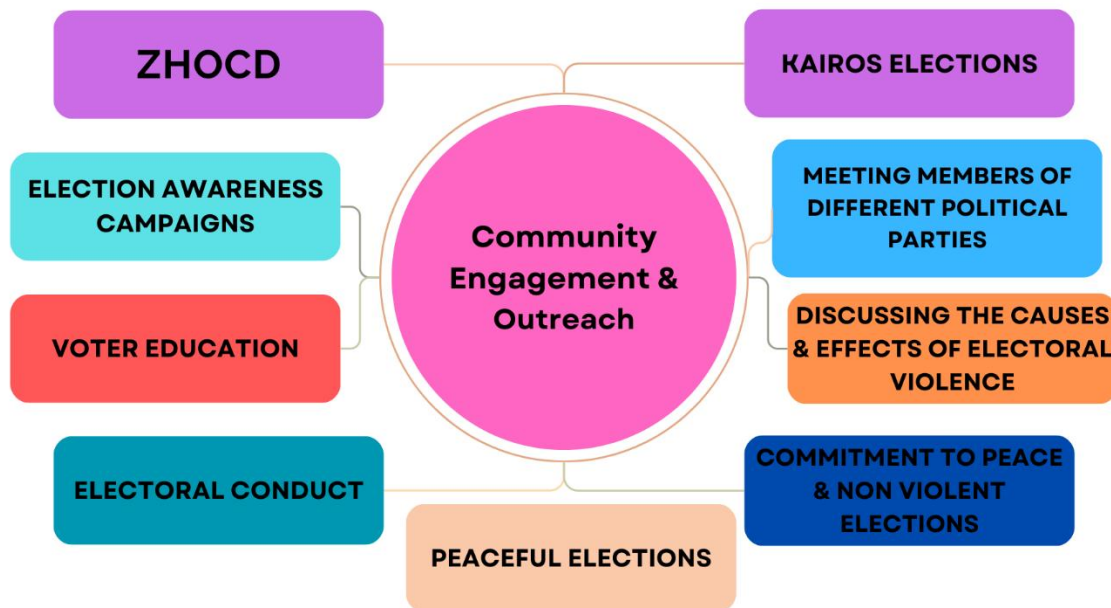 ZHOCD
KAIROS ELECTIONS
ELECTION AWARENESS
CAMPAIGNS
MEETING MEMBERS OF
DIFFERENT POLITICAL
PARTIES
Community
Engagement &
Outreach
VOTER EDUCATION
DISCUSSING THE CAUSES
& EFFECTS OF ELECTORAL
VIOLENCE
ELECTORAL CONDUCT
COMMITMENT TO PEACE
& NON VIOLENT
ELECTIONS
PEACEFUL ELECTIONS